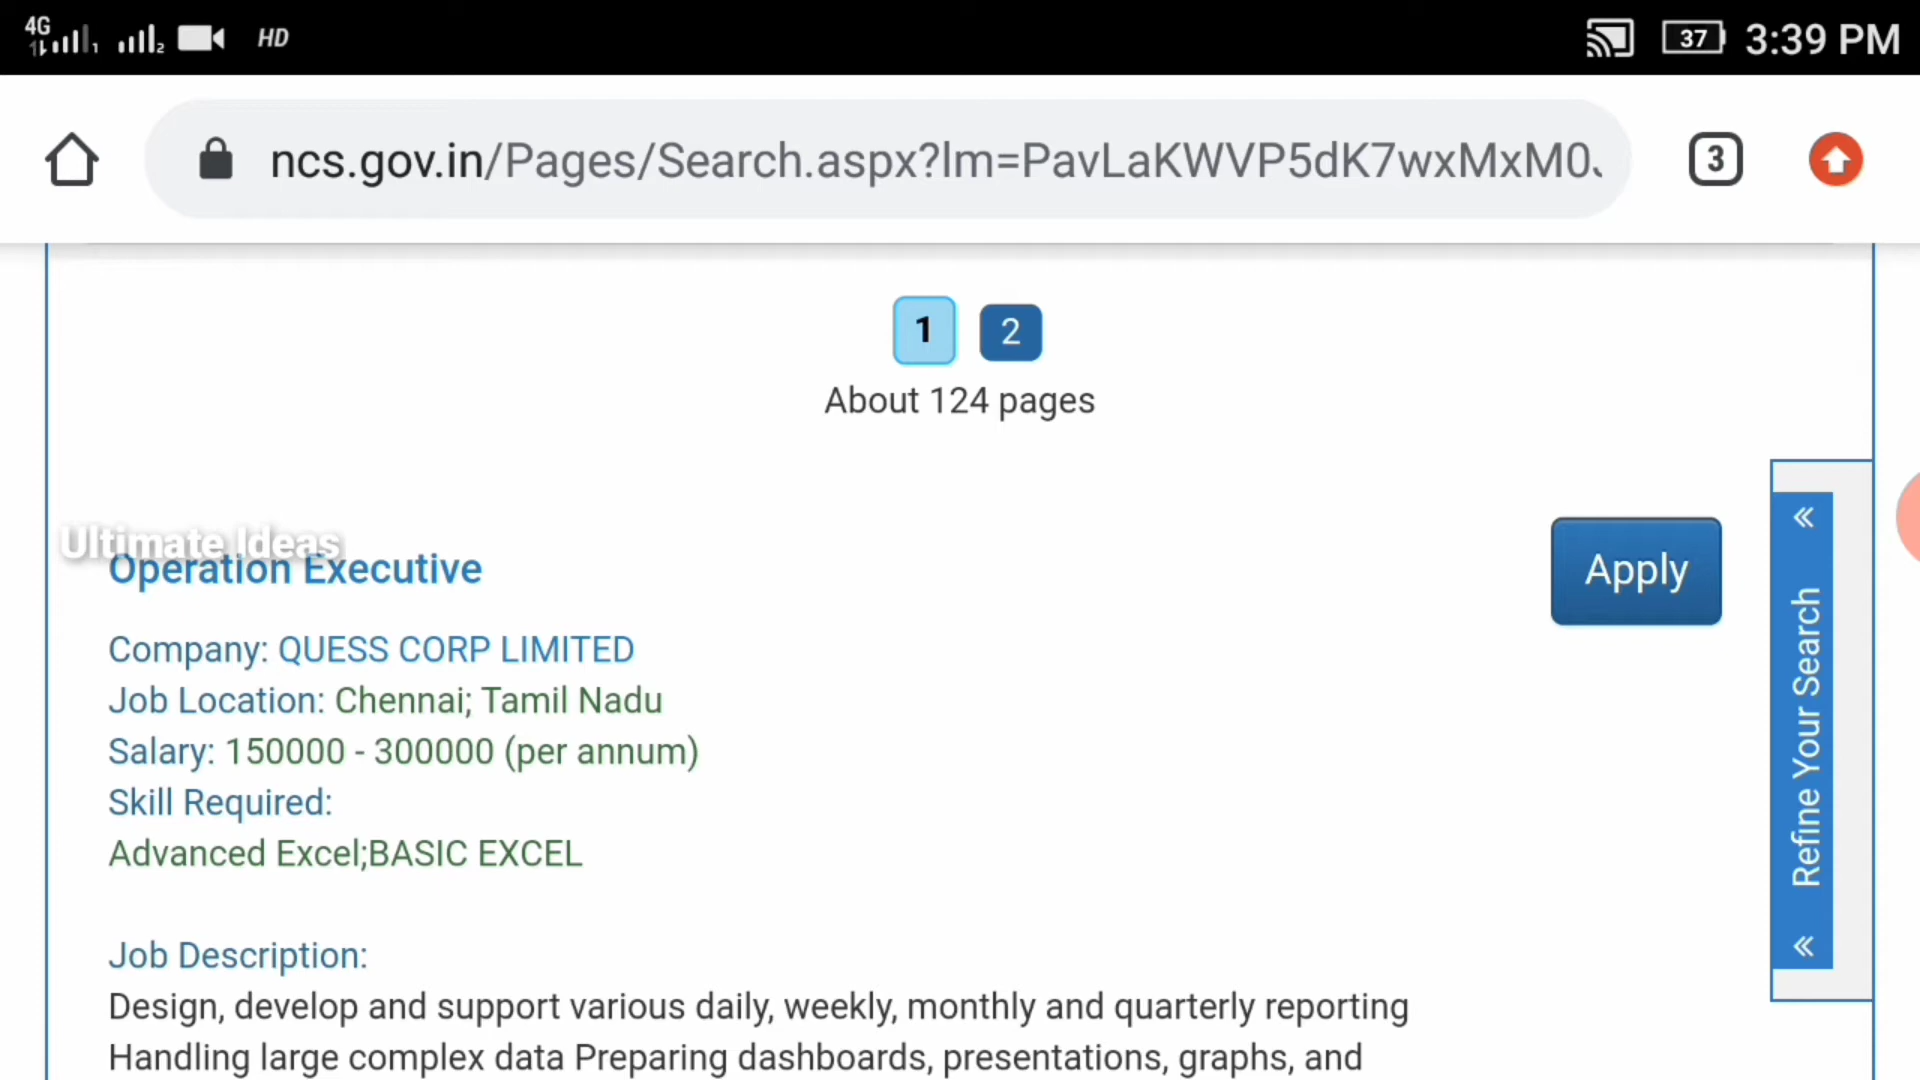 4G 1 2 HD 37 3:39 PM
ncs.gov.in/Pages/Search.aspx?lm=PavLaKWVP5dK7wxMxM0 3
1 2
About 124 pages
Ultimate Ideas
Operation Executive
Apply
Company: QUESS CORP LIMITED
Job Location: Chennai; Tamil Nadu
Salary: 150000 - 300000 (per annum)
Skill Required:
Advanced Excel;BASIC EXCEL
« Refine Your Search «
Job Description:
Design, develop and support various daily, weekly, monthly and quarterly reporting
Handling large complex data Preparing dashboards, presentations, graphs, and